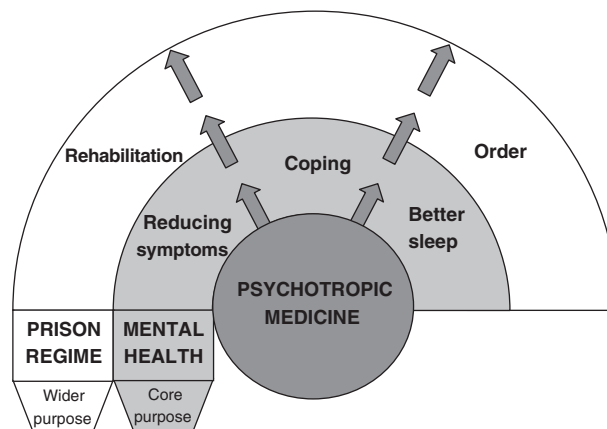 Rehabilitation
Coping
Order
Reducing
symptoms
Better
sleep
PSYCHOTROPIC
MEDICINE
PRISON
REGIME
MENTAL
HEALTH
Wider
purpose
Core
purpose